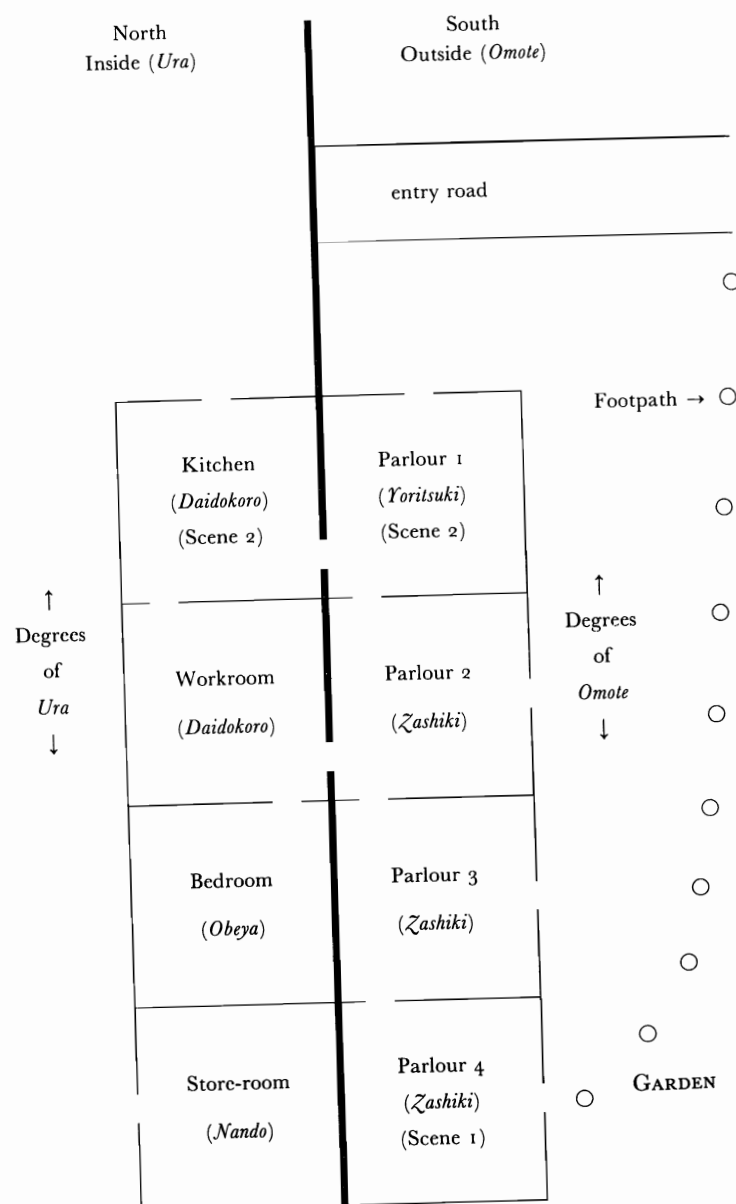 North
Inside (Ura)
South
Outside (Omote)
entry road
Footpath →
Kitchen
(Daidokoro)
(Scene 2)
Parlour 1
(Yoritsuki)
(Scene 2)
↑
Degrees
of
Ura
↓
↑
Degrees
of
Omote
↓
Workroom
(Daidokoro)
Parlour 2
(Zashiki)
Bedroom
(Obeya)
Parlour 3
(Zashiki)
Store-room
(Nando)
Parlour 4
(Zashiki)
(Scene 1)
GARDEN